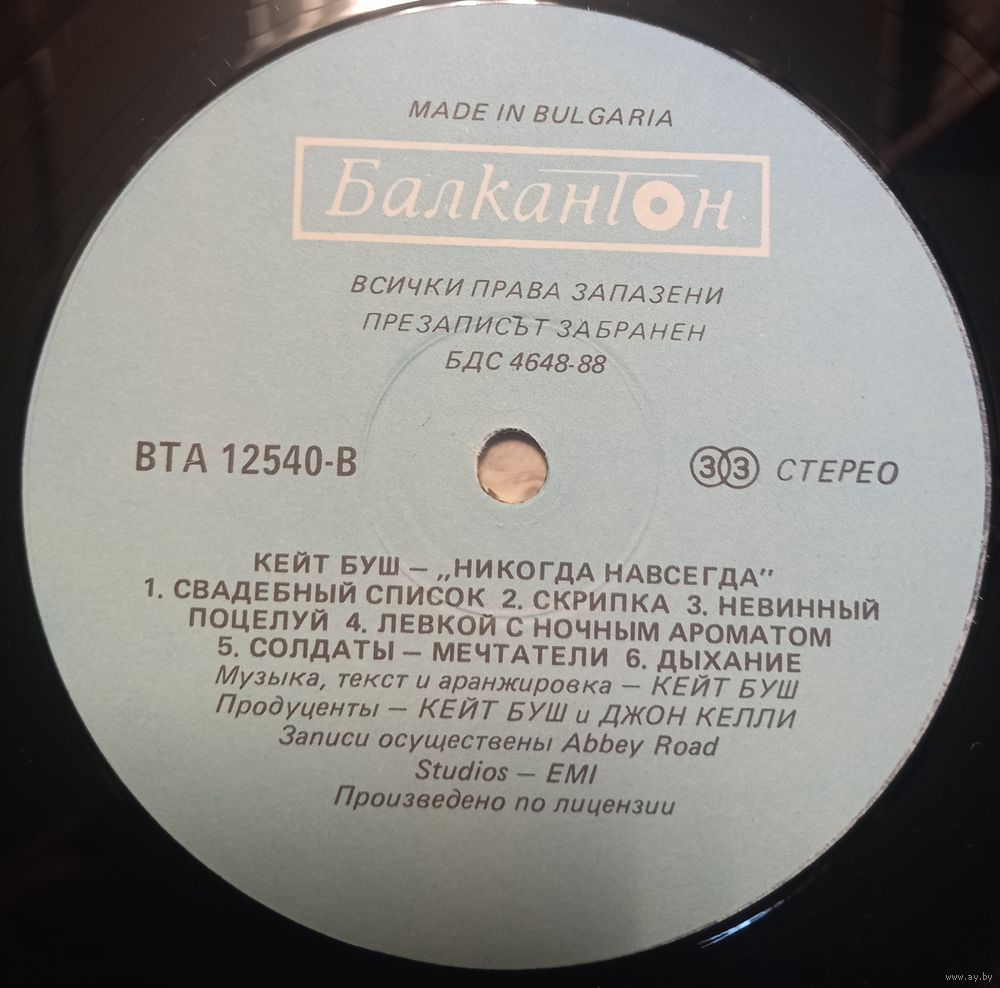 MADE IN BULGARIA
Балкантон
ВСИЧКИ ПРАВА ЗАПАЗЕНИ
ПРЕЗАПИСЪТ ЗАБРАНЕН
БДС 4648-88
ВТА 12540-В
33 СТЕРЕО
КЕЙТ БУШ – „НИКОГДА НАВСЕГДА”
1. СВАДЕБНЫЙ СПИСОК 2. СКРИПКА 3. НЕВИННЫЙ
ПОЦЕЛУЙ 4. ЛЕВКОЙ С НОЧНЫМ АРОМАТОМ
5. СОЛДАТЫ – МЕЧТАТЕЛИ 6. ДЫХАНИЕ
Музыка, текст и аранжировка – КЕЙТ БУШ
Продуценты – КЕЙТ БУШ и ДЖОН КЕЛЛИ
Записи осуществены Abbey Road
Studios – EMI
Произведено по лицензии
www.ay.by